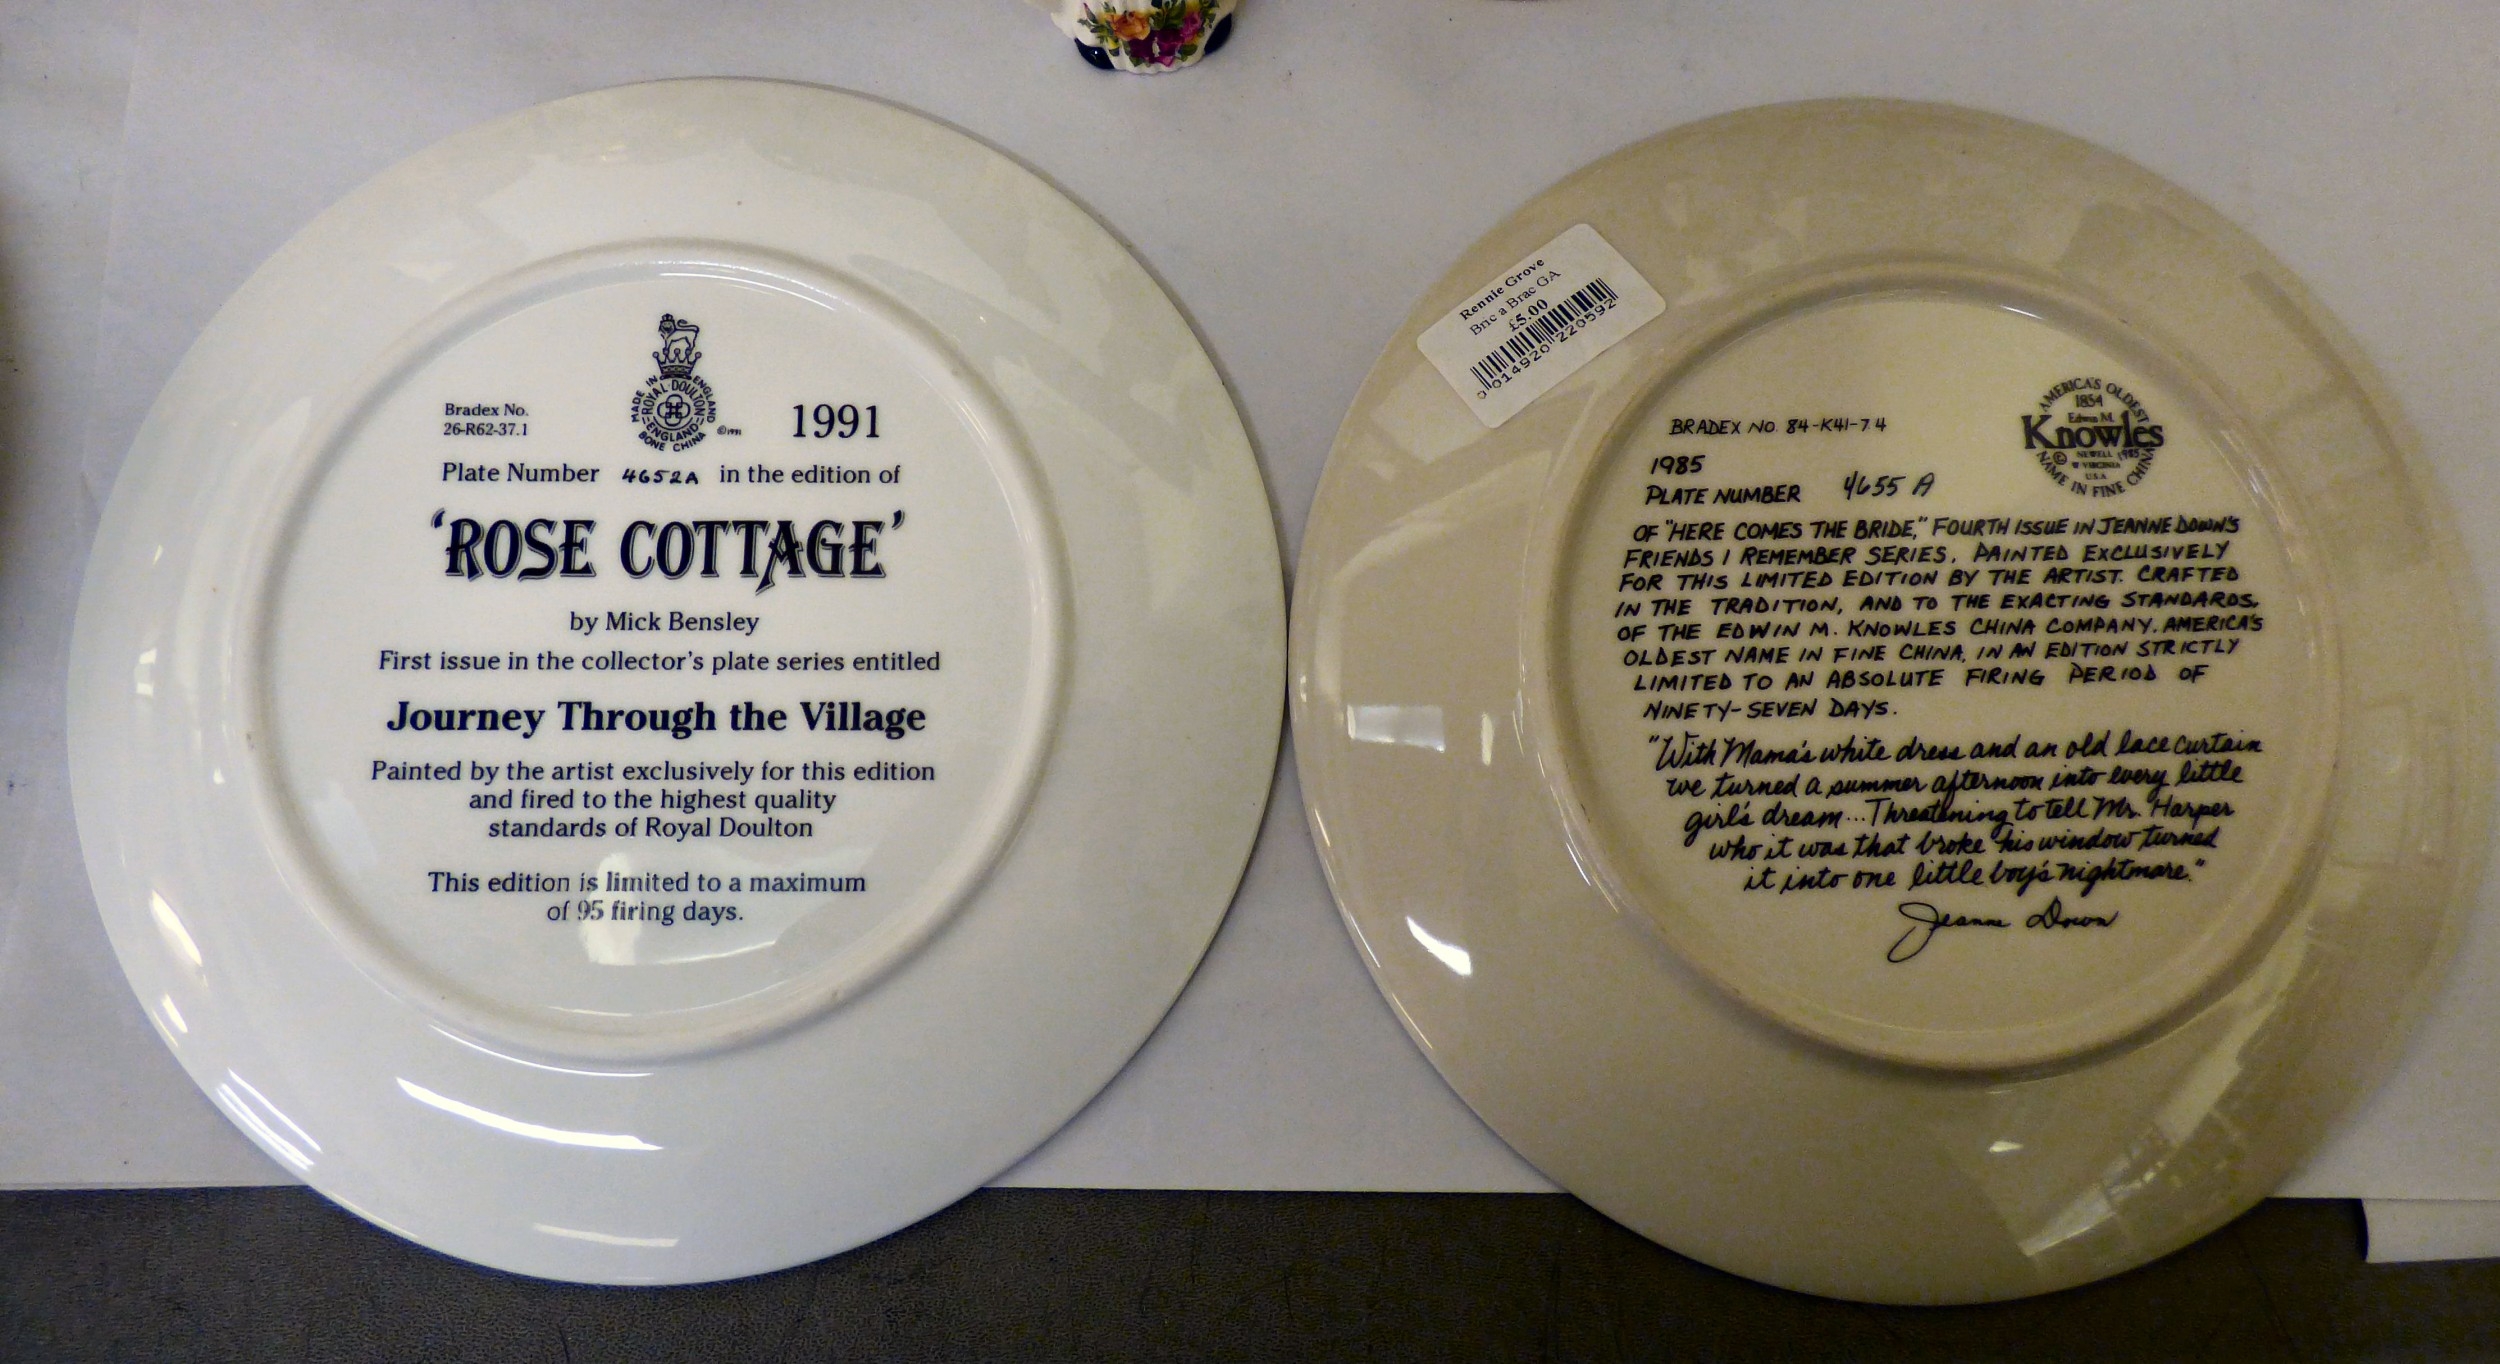 Bradex No.
26-R62-37.1
MADE IN ENGLAND
ROYAL DOULTON
ENGLAND
BONE CHINA
©1991
1991
Plate Number 4652A in the edition of
'ROSE COTTAGE'
by Mick Bensley
First issue in the collector's plate series entitled
Journey Through the Village
Painted by the artist exclusively for this edition
and fired to the highest quality
standards of Royal Doulton
This edition is limited to a maximum
of 95 firing days.
Rennie Grove
Bric a Brac GA
£5.00
0 014920 220592
AMERICA'S OLDEST
1854
Edwin M.
Knowles
© NEWELL 1985
W VIRGINIA
U.S.A
NAME IN FINE CHINA
BRADEX NO. 84-K41-7.4
1985
PLATE NUMBER 4655 A
OF "HERE COMES THE BRIDE," FOURTH ISSUE IN JEANNE DOWN'S
FRIENDS I REMEMBER SERIES. PAINTED EXCLUSIVELY
FOR THIS LIMITED EDITION BY THE ARTIST. CRAFTED
IN THE TRADITION, AND TO THE EXACTING STANDARDS,
OF THE EDWIN M. KNOWLES CHINA COMPANY, AMERICA'S
OLDEST NAME IN FINE CHINA, IN AN EDITION STRICTLY
LIMITED TO AN ABSOLUTE FIRING PERIOD OF
NINETY-SEVEN DAYS.
"With Mama's white dress and an old lace curtain
we turned a summer afternoon into every little
girl's dream...Threatening to tell Mr. Harper
who it was that broke his window turned
it into one little boy's nightmare."
Jeanne Down